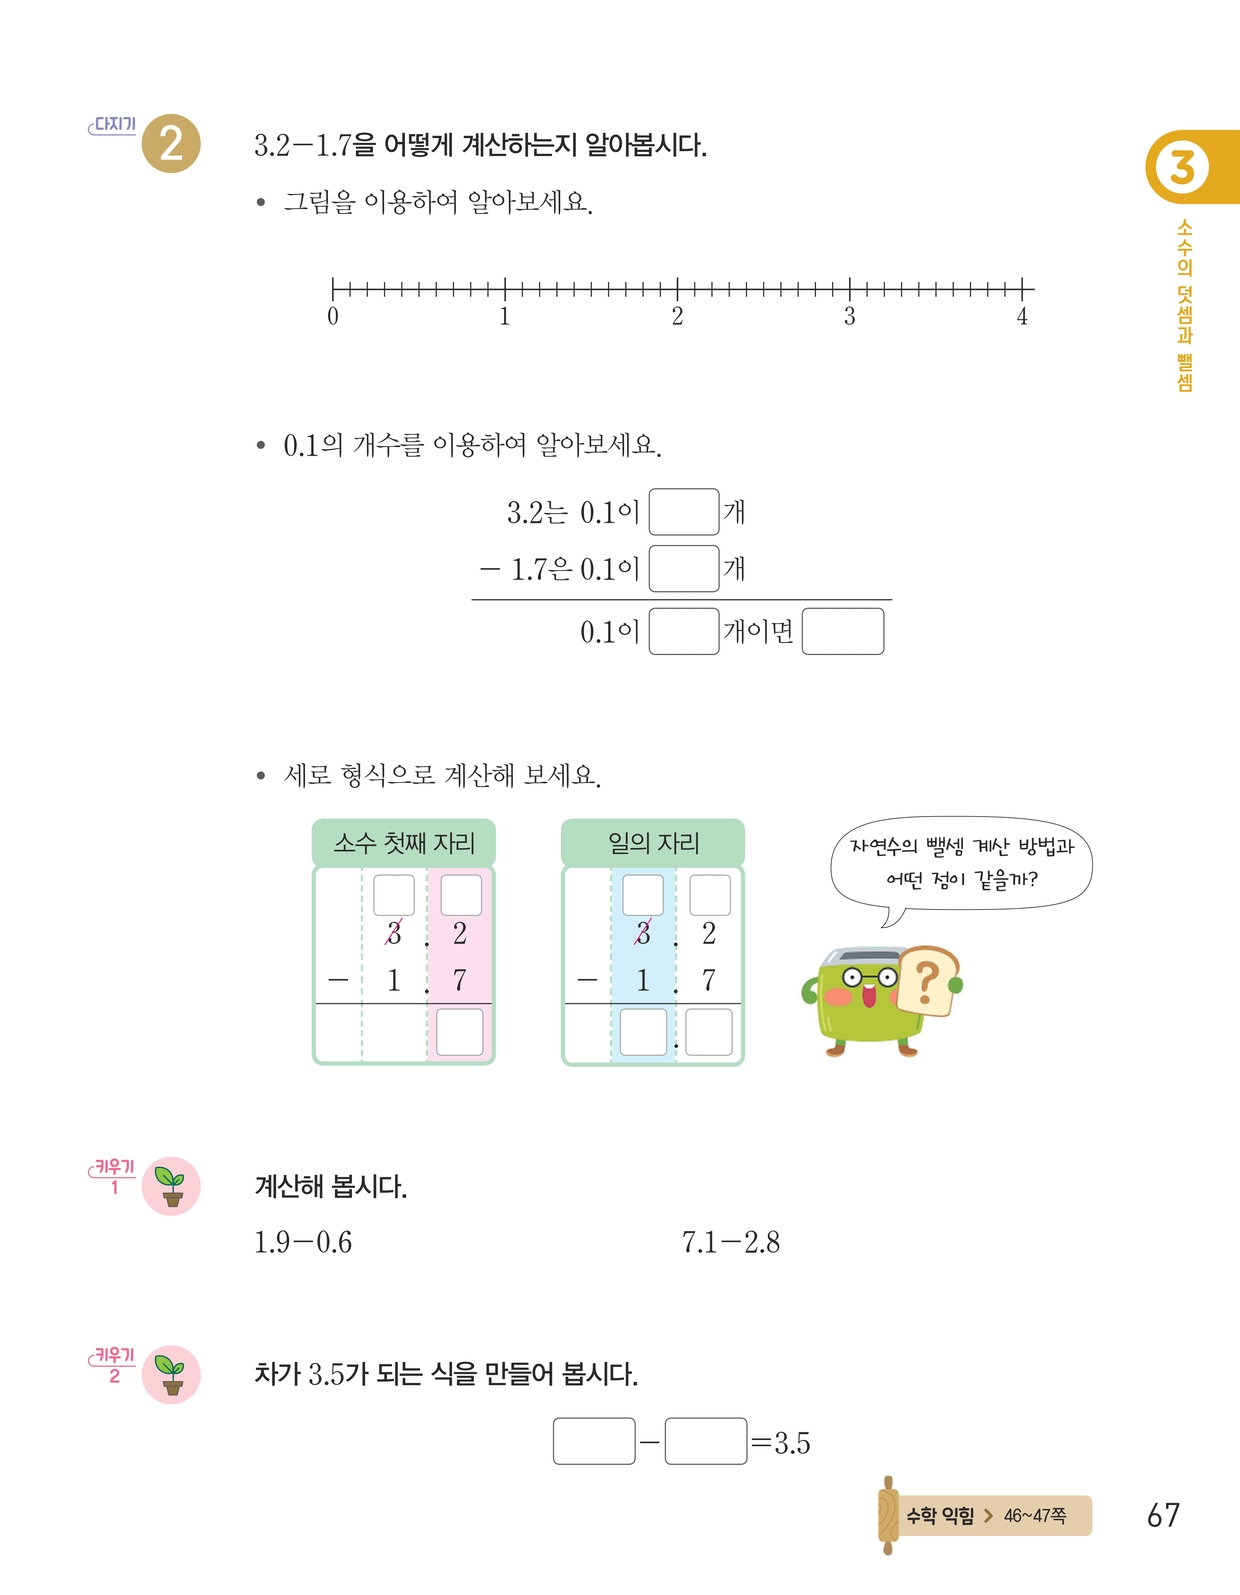 다지기
2
3.2-1.7을 어떻게 계산하는지 알아봅시다.
• 그림을 이용하여 알아보세요.
0 1 2 3 4
• 0.1의 개수를 이용하여 알아보세요.
3.2는 0.1이 개
- 1.7은 0.1이 개
0.1이 개이면
• 세로 형식으로 계산해 보세요.
소수 첫째 자리
3 . 2
- 1 . 7
일의 자리
3 . 2
- 1 . 7
.
자연수의 뺄셈 계산 방법과
어떤 점이 같을까?
?
키우기
1
계산해 봅시다.
1.9-0.6 7.1-2.8
키우기
2
차가 3.5가 되는 식을 만들어 봅시다.
- =3.5
수학 익힘 > 46~47쪽
67
3
소수의 덧셈과 뺄셈